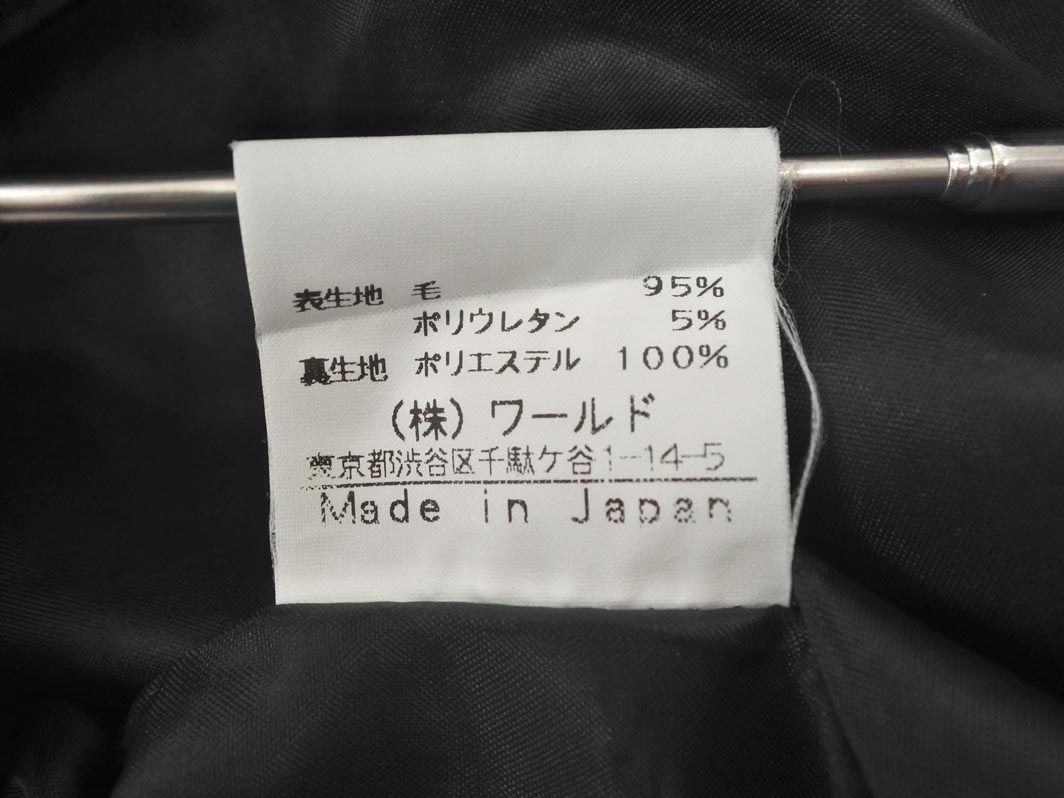 表生地 毛 95%
ポリウレタン 5%
裏生地 ポリエステル 100%
(株)ワールド
東京都渋谷区千駄ケ谷1-14-5
Made in Japan